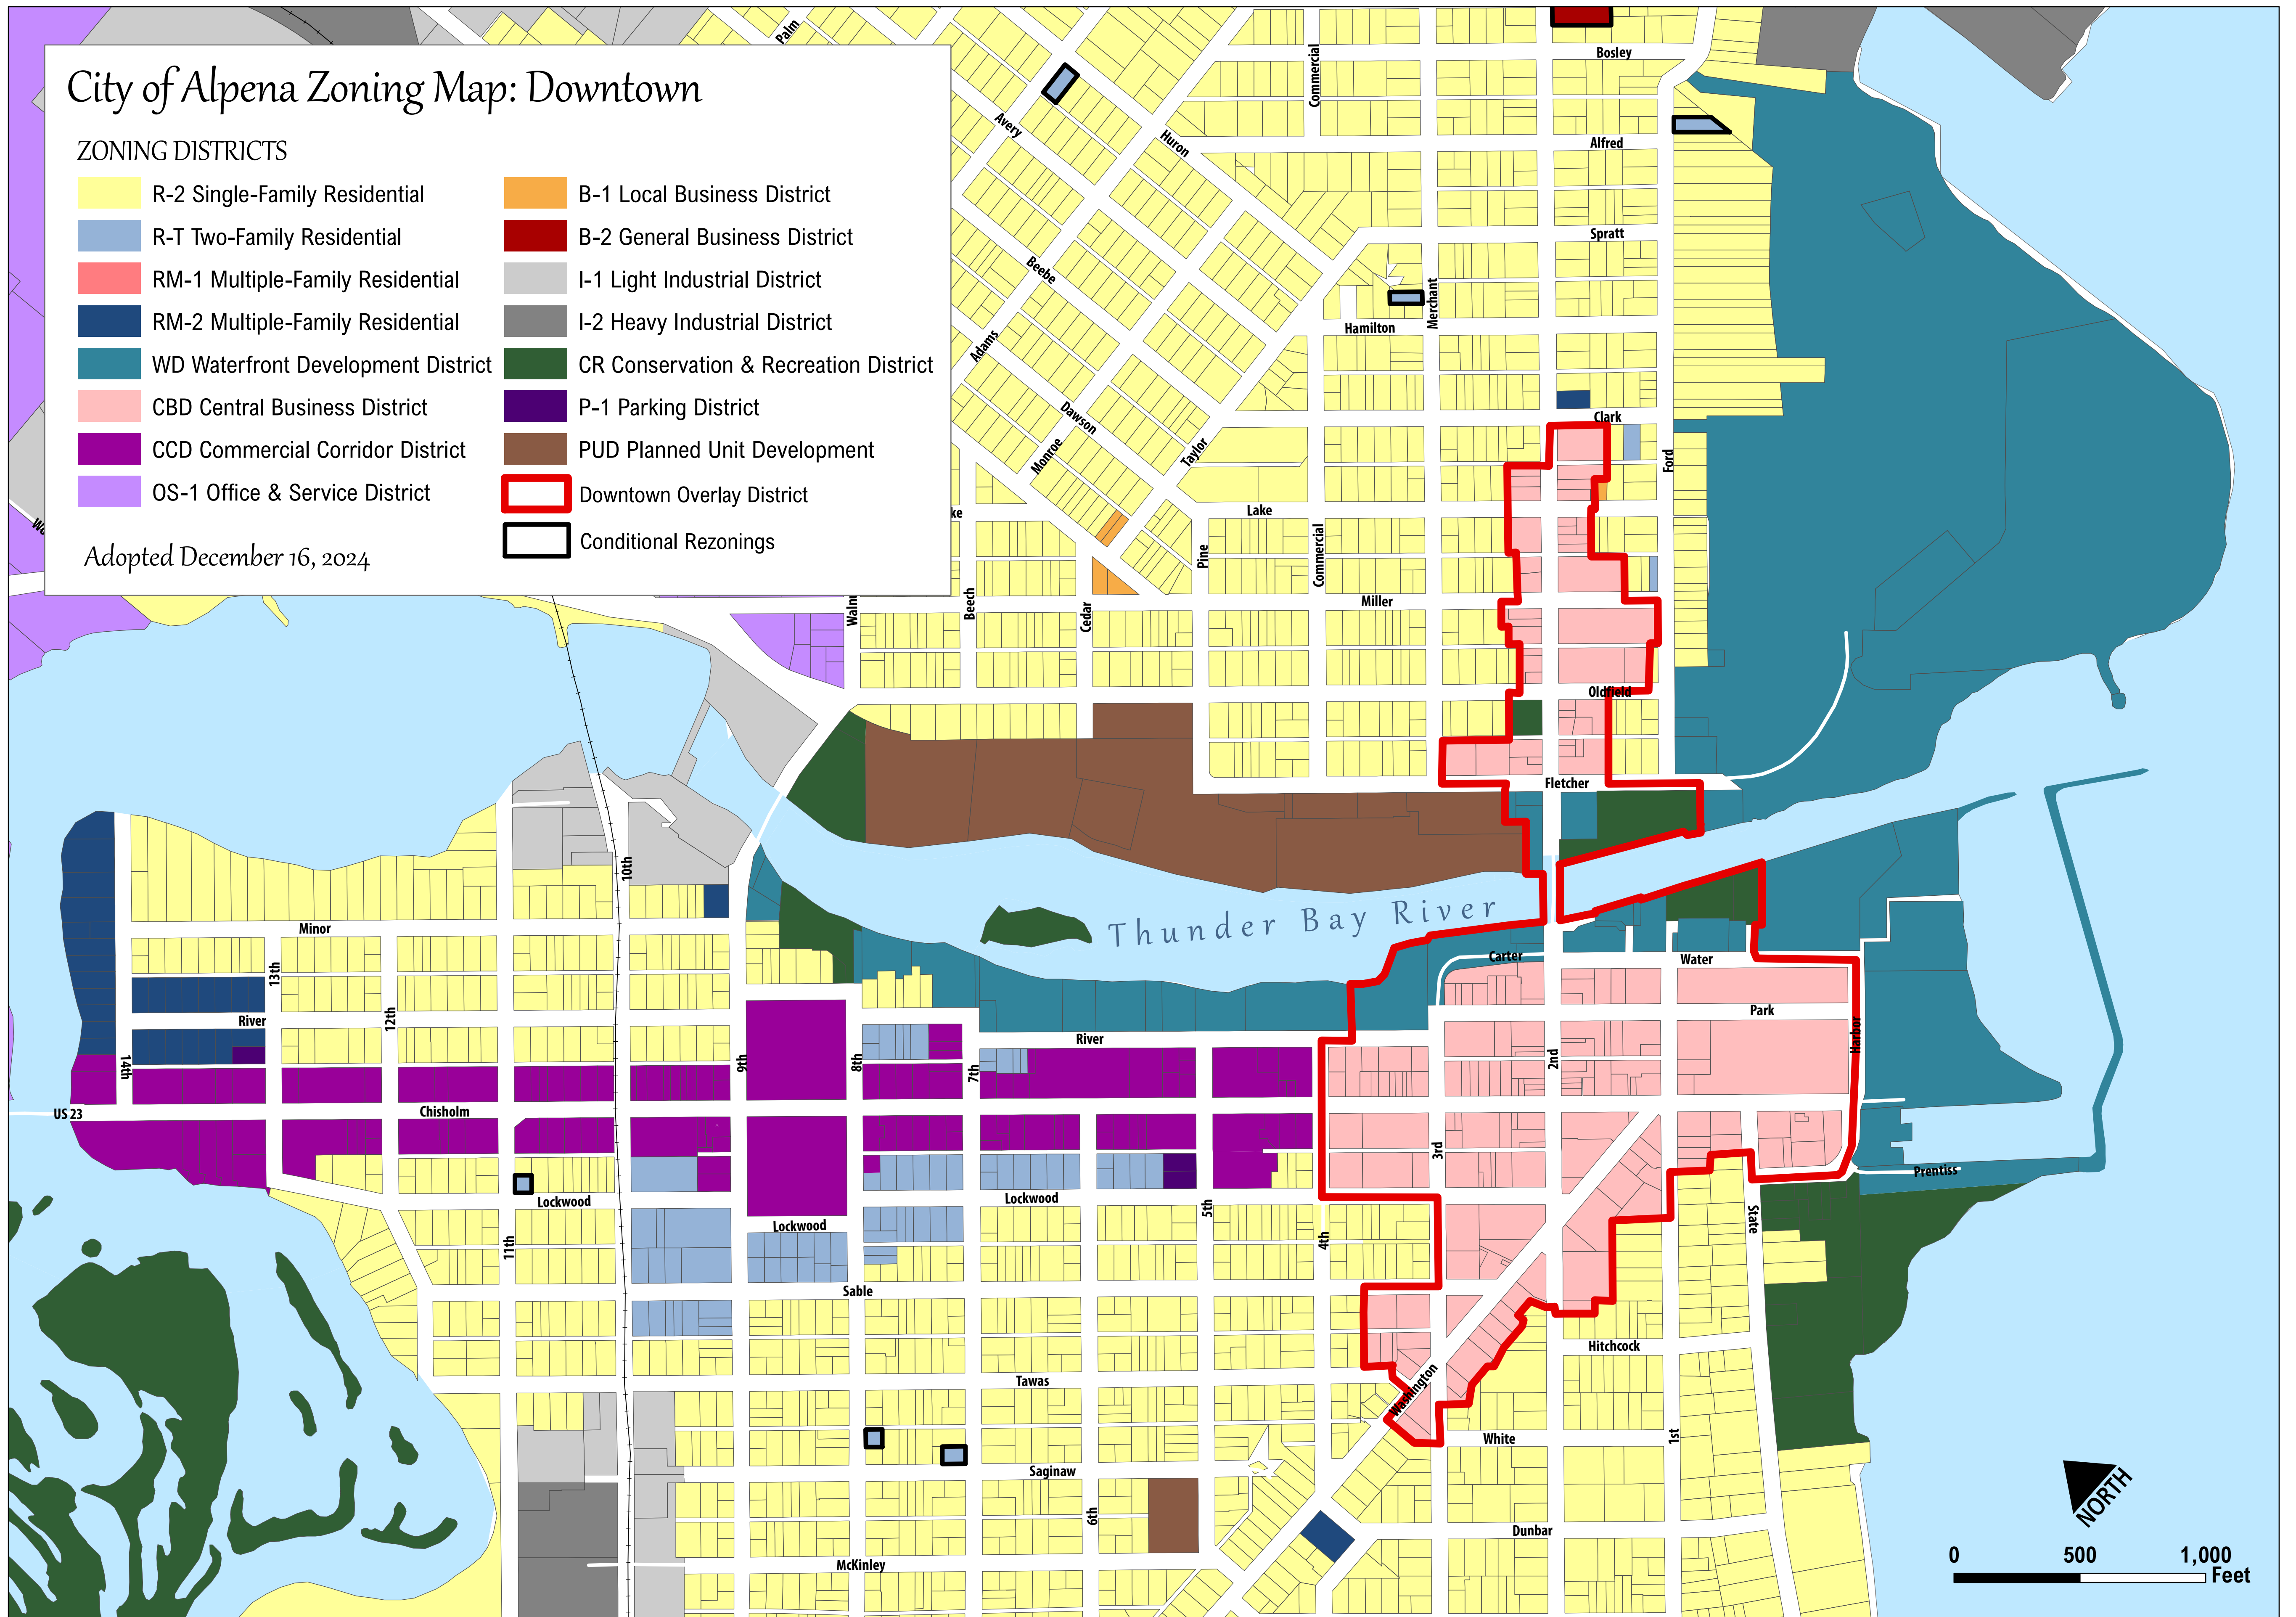 City of Alpena Zoning Map: Downtown
ZONING DISTRICTS
R-2 Single-Family Residential
R-T Two-Family Residential
RM-1 Multiple-Family Residential
RM-2 Multiple-Family Residential
WD Waterfront Development District
CBD Central Business District
CCD Commercial Corridor District
OS-1 Office & Service District
B-1 Local Business District
B-2 General Business District
I-1 Light Industrial District
I-2 Heavy Industrial District
CR Conservation & Recreation District
P-1 Parking District
PUD Planned Unit Development
Downtown Overlay District
Conditional Rezonings
Adopted December 16, 2024
Palm
Avery
Huron
Commercial
Bosley
Alfred
Spratt
Beebe
Merchant
Hamilton
Adams
Dawson
Monroe
Taylor
Clark
Ford
Lake
Pine
Commercial
Miller
Beech
Cedar
Oldfield
Fletcher
Thunder Bay River
10th
Minor
13th
12th
River
14th
US 23
Chisholm
9th
8th
7th
River
Carter
Water
Park
Harbor
2nd
3rd
Prentiss
Lockwood
Lockwood
Lockwood
5th
4th
11th
State
Sable
Hitchcock
Tawas
Washington
White
1st
Saginaw
6th
Dunbar
McKinley
NORTH
0 500 1,000
Feet